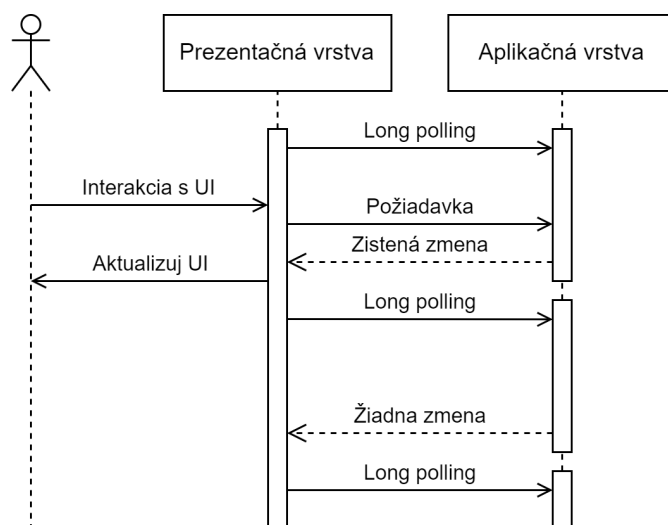 Prezentačná vrstva
Aplikačná vrstva
Long polling
Interakcia s UI
Požiadavka
Zistená zmena
Aktualizuj UI
Long polling
Žiadna zmena
Long polling